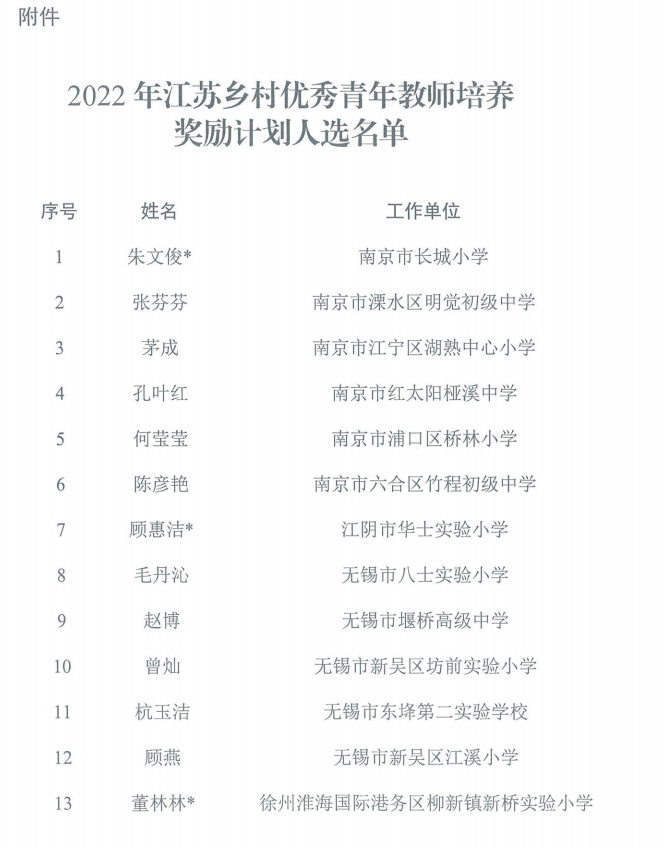 附件
2022 年江苏乡村优秀青年教师培养
奖励计划人选名单
序号 姓名 工作单位
1 朱文俊* 南京市长城小学
2 张芬芬 南京市溧水区明觉初级中学
3 茅成 南京市江宁区湖熟中心小学
4 孔叶红 南京市红太阳桠溪中学
5 何莹莹 南京市浦口区桥林小学
6 陈彦艳 南京市六合区竹程初级中学
7 顾惠洁* 江阴市华士实验小学
8 毛丹沁 无锡市八士实验小学
9 赵博 无锡市堰桥高级中学
10 曾灿 无锡市新吴区坊前实验小学
11 杭玉洁 无锡市东埄第二实验学校
12 顾燕 无锡市新吴区江溪小学
13 董林林* 徐州淮海国际港务区柳新镇新桥实验小学